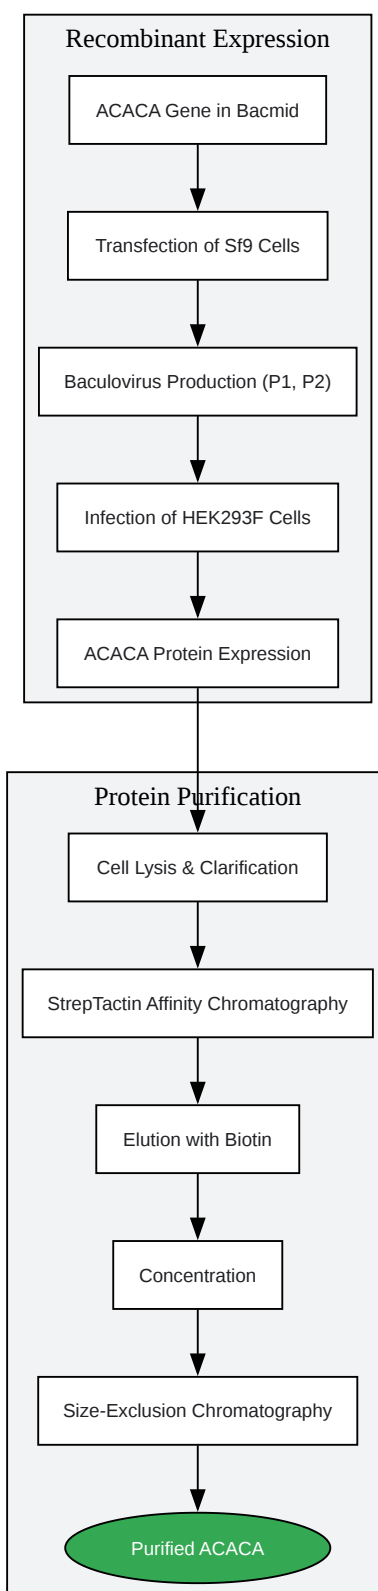 Recombinant Expression
ACACA Gene in Bacmid
Transfection of Sf9 Cells
Baculovirus Production (P1, P2)
Infection of HEK293F Cells
ACACA Protein Expression
Protein Purification
Cell Lysis & Clarification
StrepTactin Affinity Chromatography
Elution with Biotin
Concentration
Size-Exclusion Chromatography
Purified ACACA